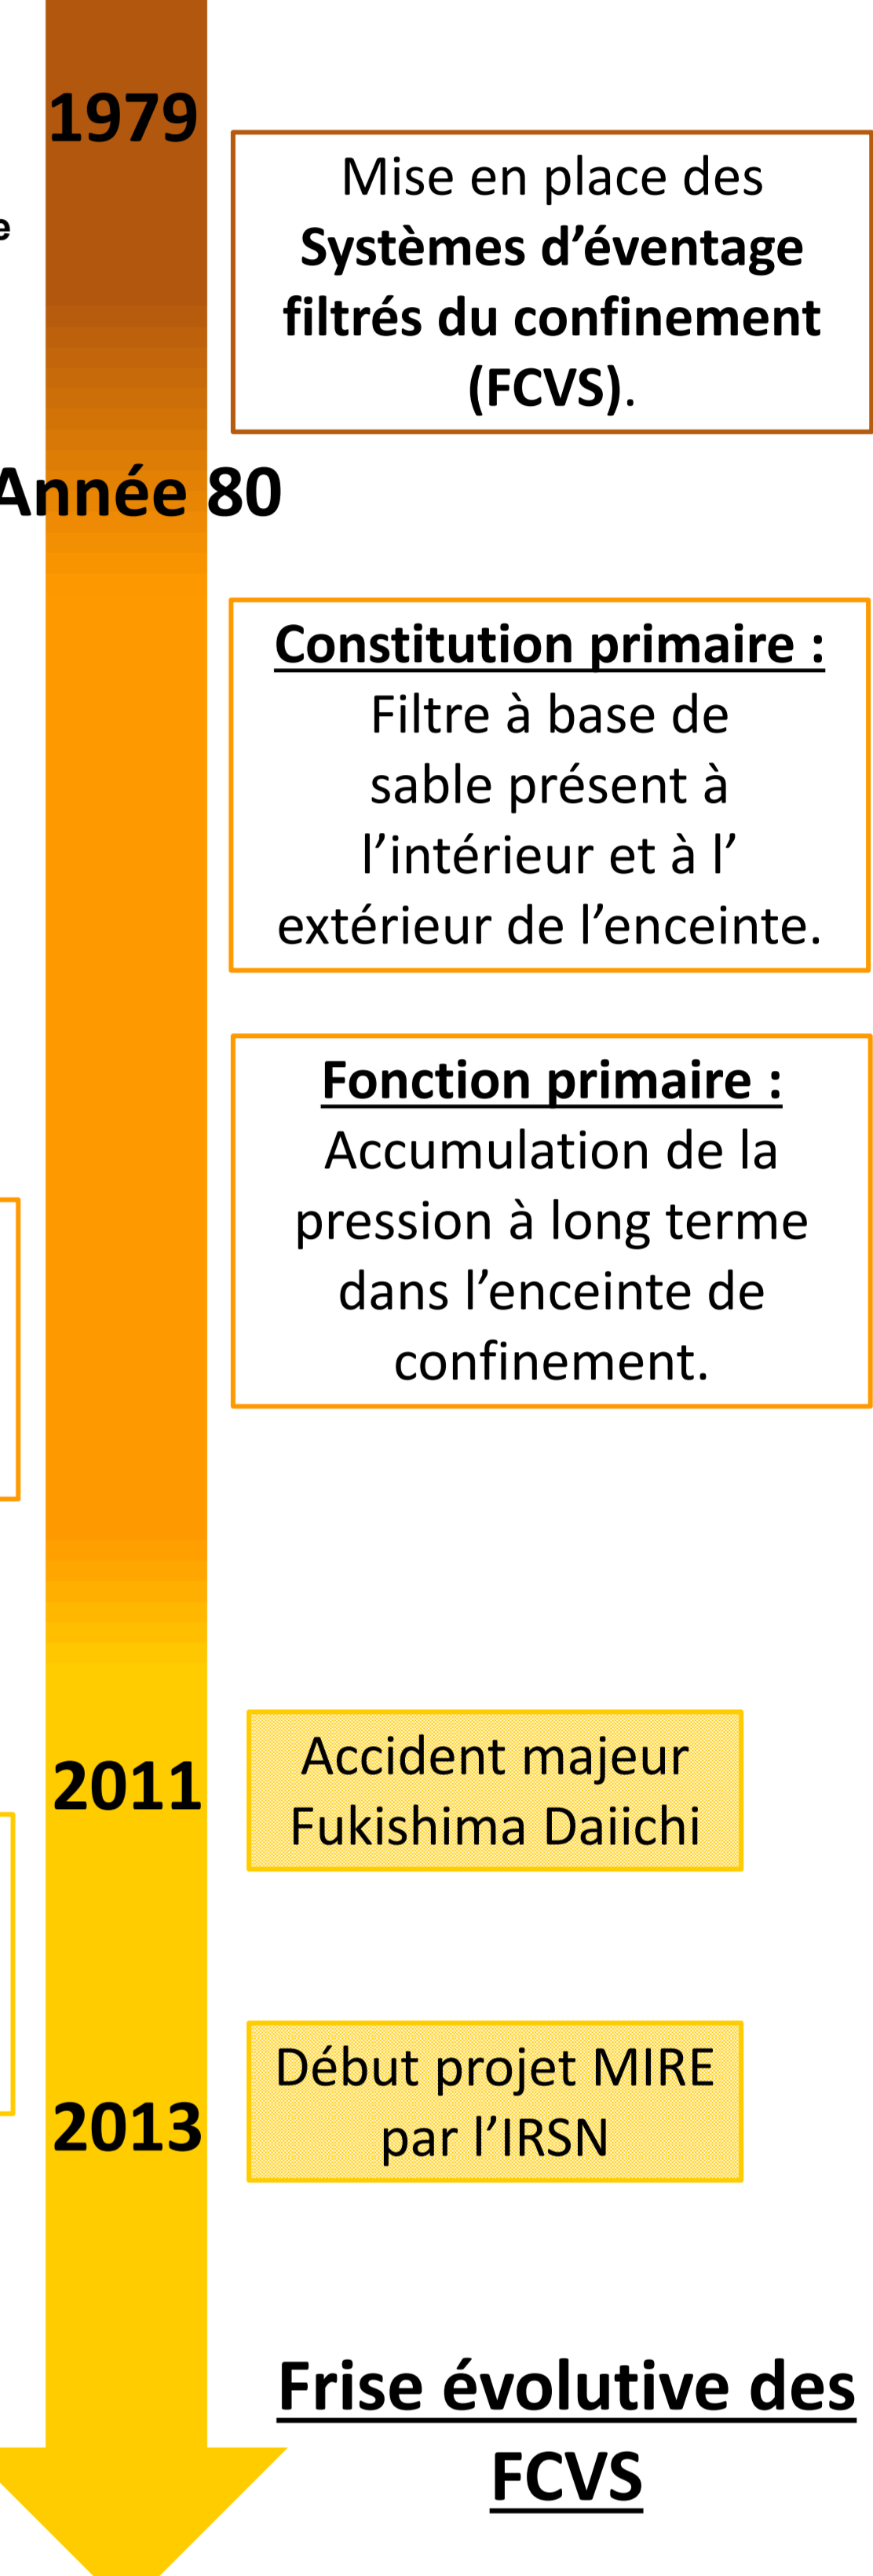 1979
Mise en place des
Systèmes d’éventage
filtrés du confinement
(FCVS).
e
Année 80
Constitution primaire :
Filtre à base de
sable présent à
l’intérieur et à l’
extérieur de l’enceinte.
Fonction primaire :
Accumulation de la
pression à long terme
dans l’enceinte de
confinement.
2011
Accident majeur
Fukishima Daiichi
2013
Début projet MIRE
par l’IRSN
Frise évolutive des
FCVS